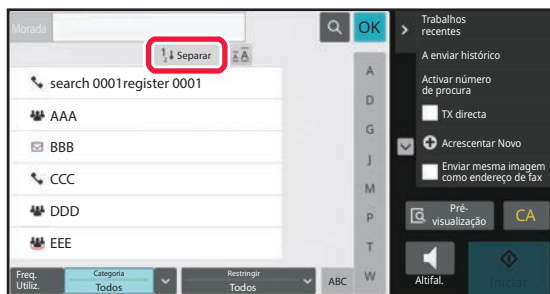 Morada
OK
1 2 Separar
A A
search 0001register 0001
AAA
BBB
CCC
DDD
EEE
A
D
G
J
M
P
T
W
Freq.
Utiliz.
Categoria
Todos
Restringir
Todos
ABC
Trabalhos
recentes
A enviar histórico
Activar número
de procura
TX directa
Acrescentar Novo
Enviar mesma imagem
como endereço de fax
Pré-
visualização
CA
Altifal.
Iniciar